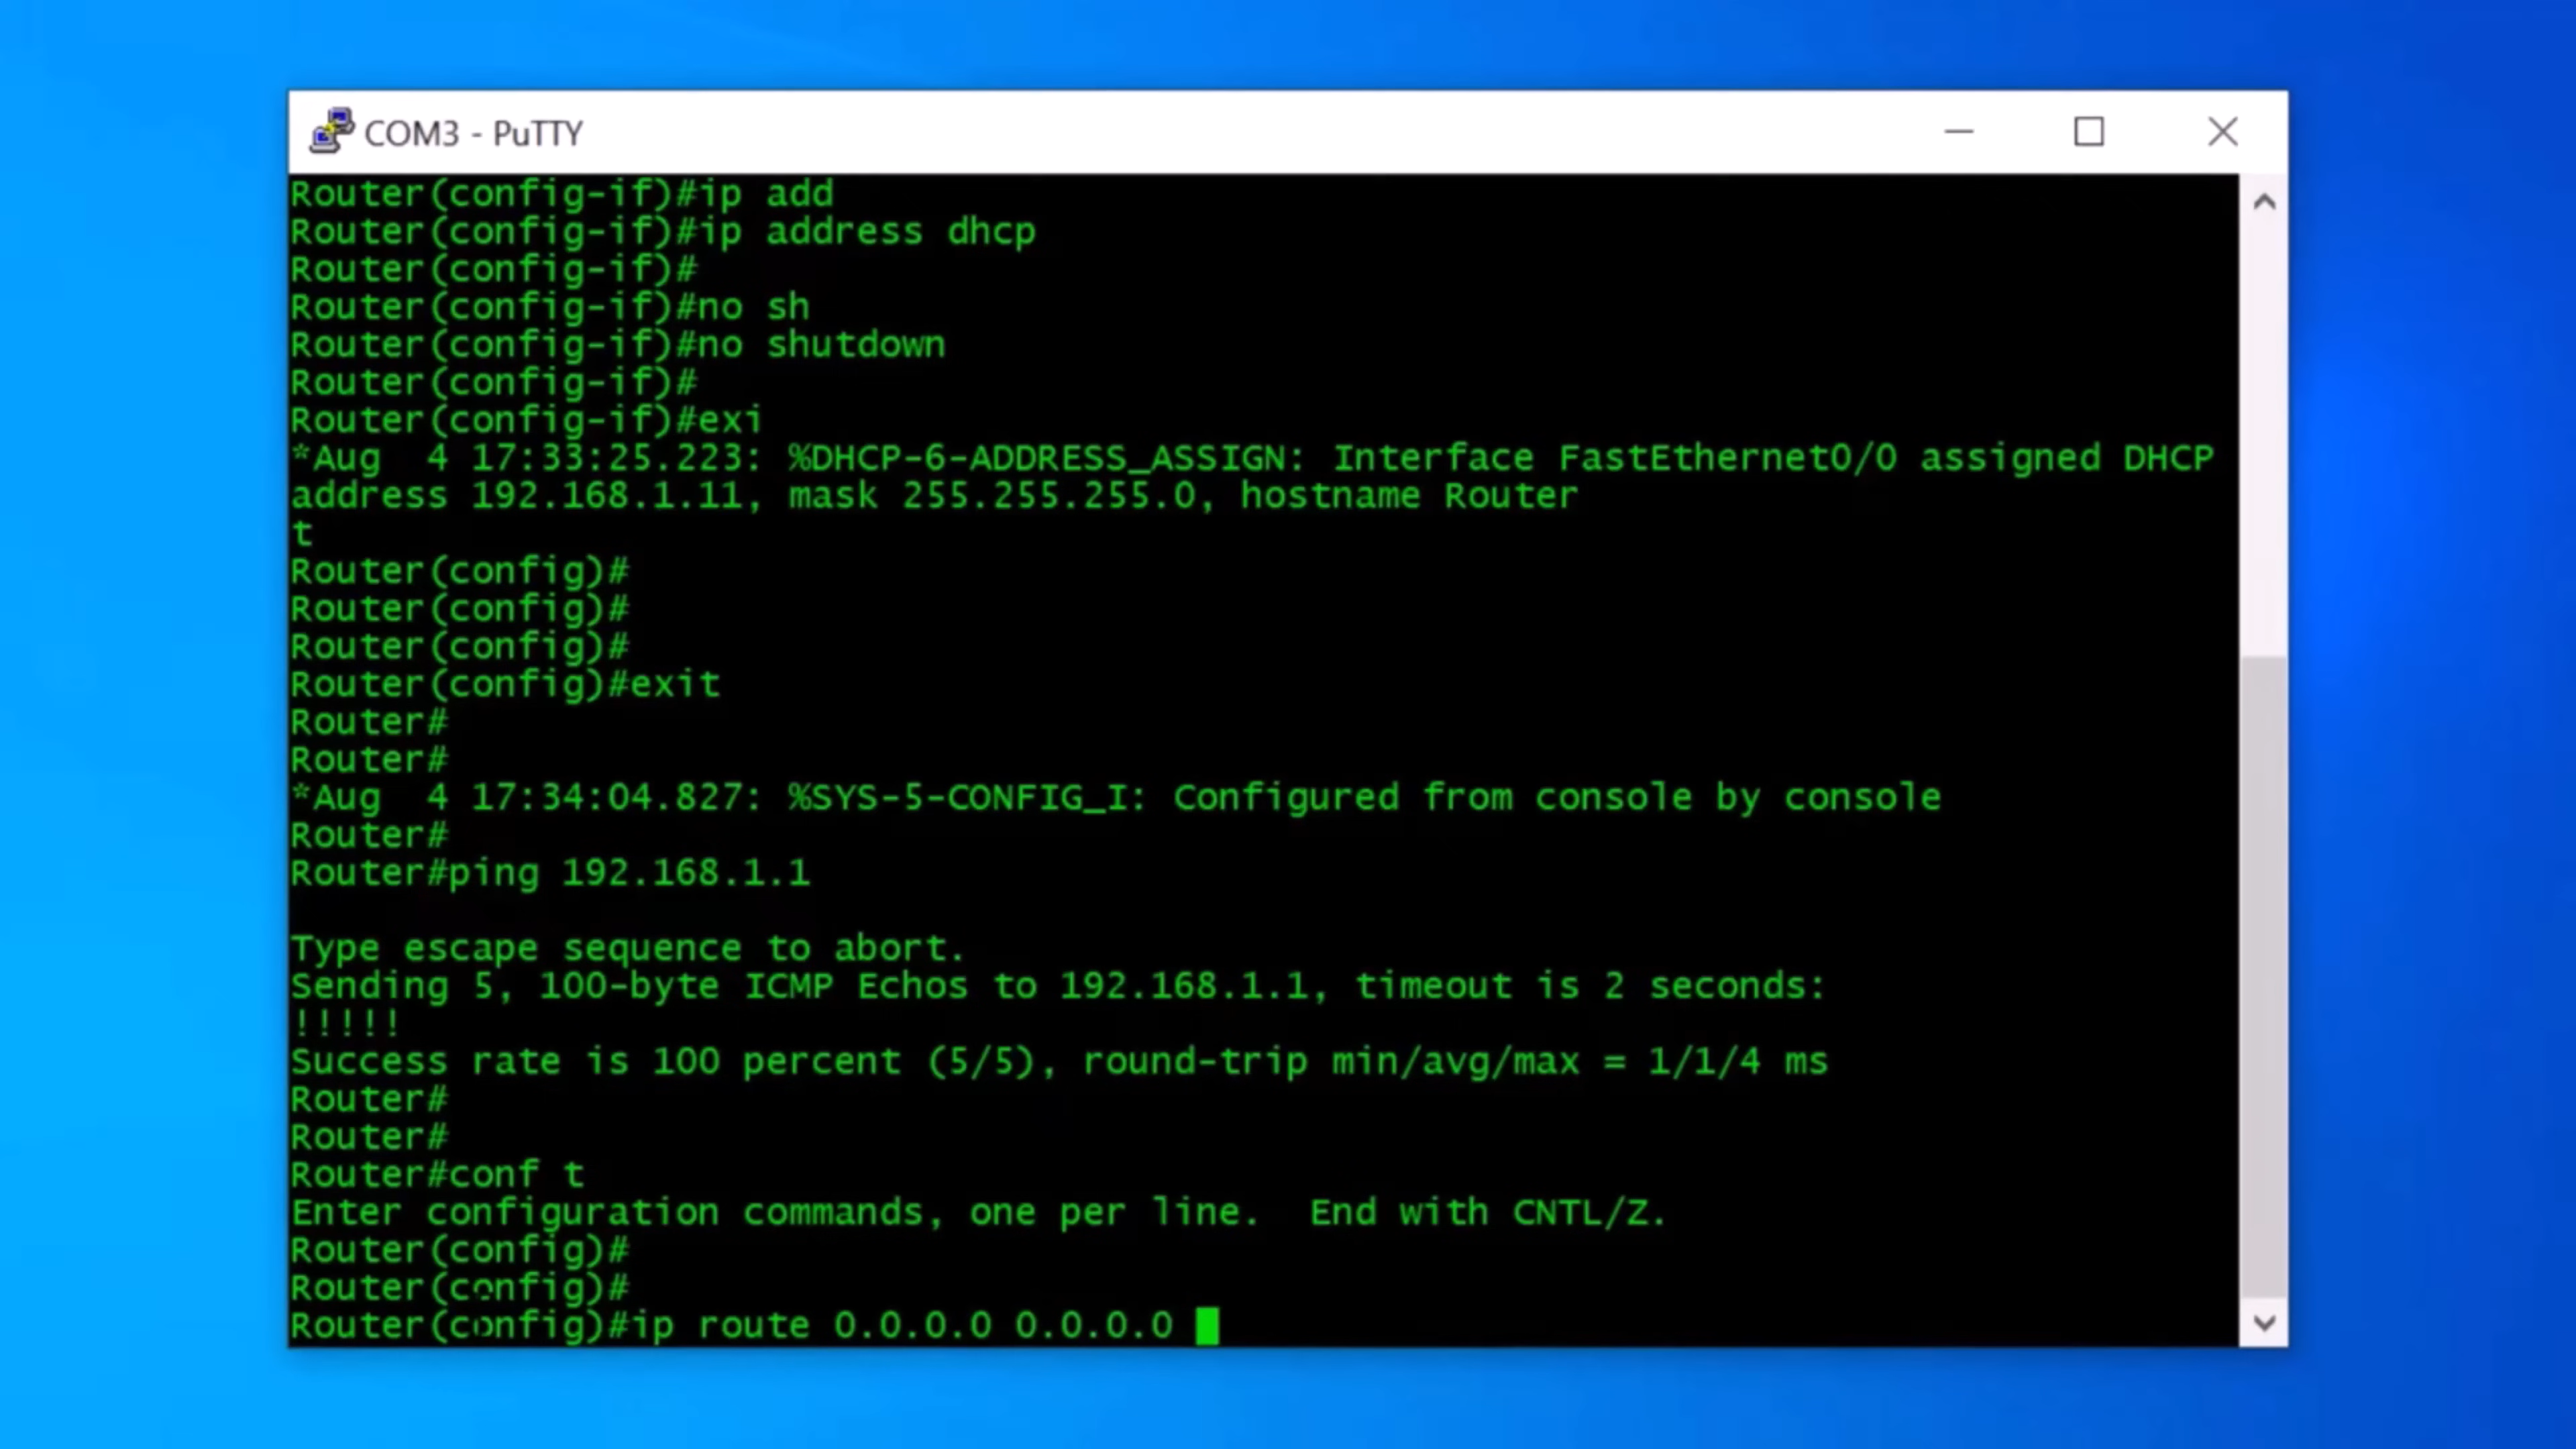 COM3 - PuTTY
Router(config-if)#ip add
Router(config-if)#ip address dhcp
Router(config-if)#
Router(config-if)#no sh
Router(config-if)#no shutdown
Router(config-if)#
Router(config-if)#exi
*Aug  4 17:33:25.223: %DHCP-6-ADDRESS_ASSIGN: Interface FastEthernet0/0 assigned DHCP
address 192.168.1.11, mask 255.255.255.0, hostname Router
t
Router(config)#
Router(config)#
Router(config)#
Router(config)#exit
Router#
Router#
*Aug  4 17:34:04.827: %SYS-5-CONFIG_I: Configured from console by console
Router#
Router#ping 192.168.1.1
Type escape sequence to abort.
Sending 5, 100-byte ICMP Echos to 192.168.1.1, timeout is 2 seconds:
!!!!!
Success rate is 100 percent (5/5), round-trip min/avg/max = 1/1/4 ms
Router#
Router#
Router#conf t
Enter configuration commands, one per line.  End with CNTL/Z.
Router(config)#
Router(config)#
Router(config)#ip route 0.0.0.0 0.0.0.0